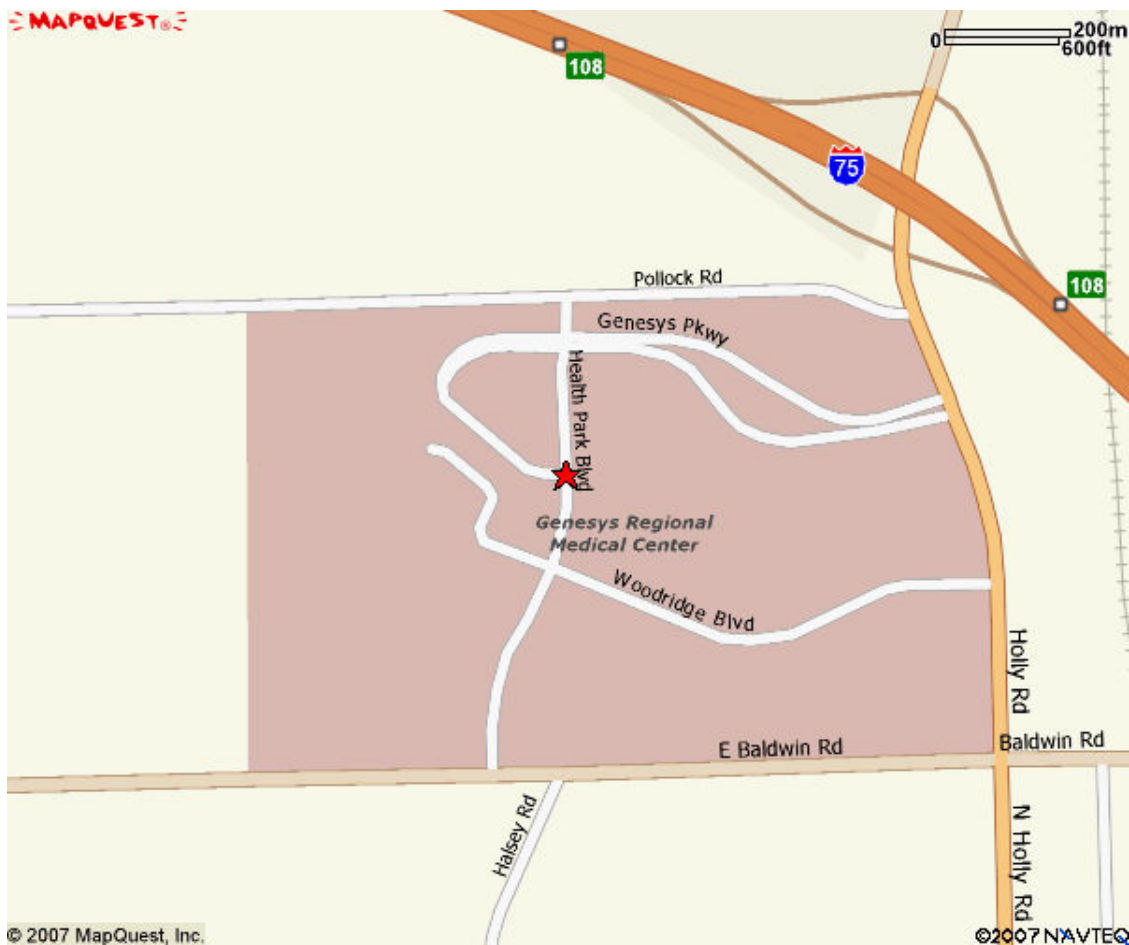 MAPQUEST®
0
200m
600ft
108
75
108
Pollock Rd
Genesys Pkwy
Health Park Blvd
Genesys Regional
Medical Center
Woodridge Blvd
Holly Rd
E Baldwin Rd
Baldwin Rd
Halsey Rd
N Holly Rd
© 2007 MapQuest, Inc.
©2007 NAVTEQ